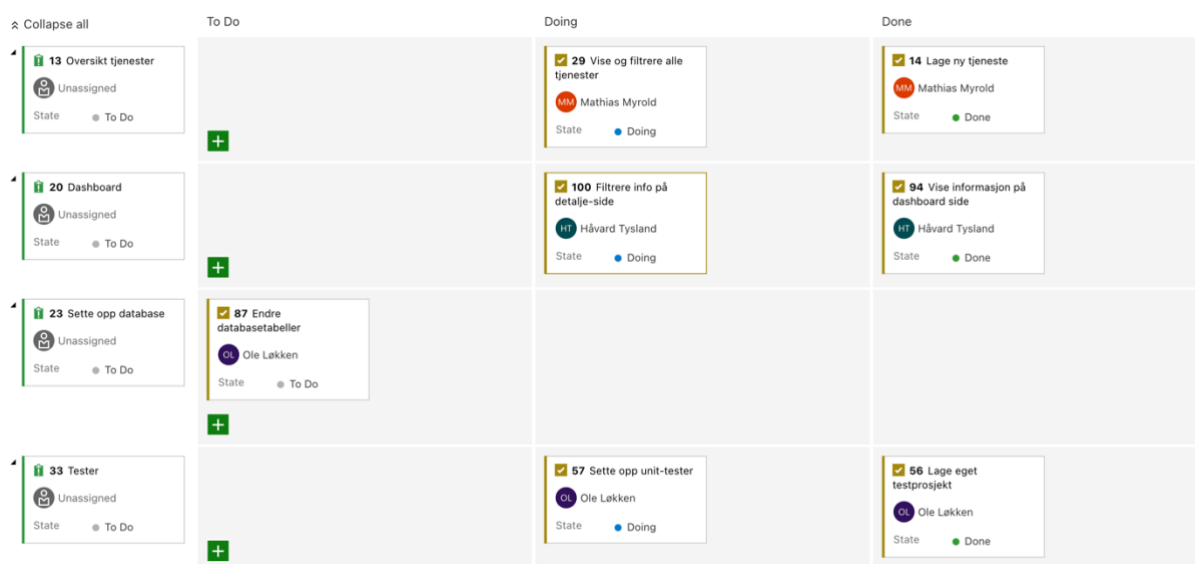 Collapse all
To Do
Doing
Done
13 Oversikt tjenester
Unassigned
State To Do
29 Vise og filtrere alle
tjenester
MM Mathias Myrold
State Doing
14 Lage ny tjeneste
MM Mathias Myrold
State Done
20 Dashboard
Unassigned
State To Do
100 Filtrere info på
detalje-side
HT Håvard Tysland
State Doing
94 Vise informasjon på
dashboard side
HT Håvard Tysland
State Done
23 Sette opp database
Unassigned
State To Do
87 Endre
databasetabeller
OL Ole Løkken
State To Do
33 Tester
Unassigned
State To Do
57 Sette opp unit-tester
OL Ole Løkken
State Doing
56 Lage eget
testprosjekt
OL Ole Løkken
State Done